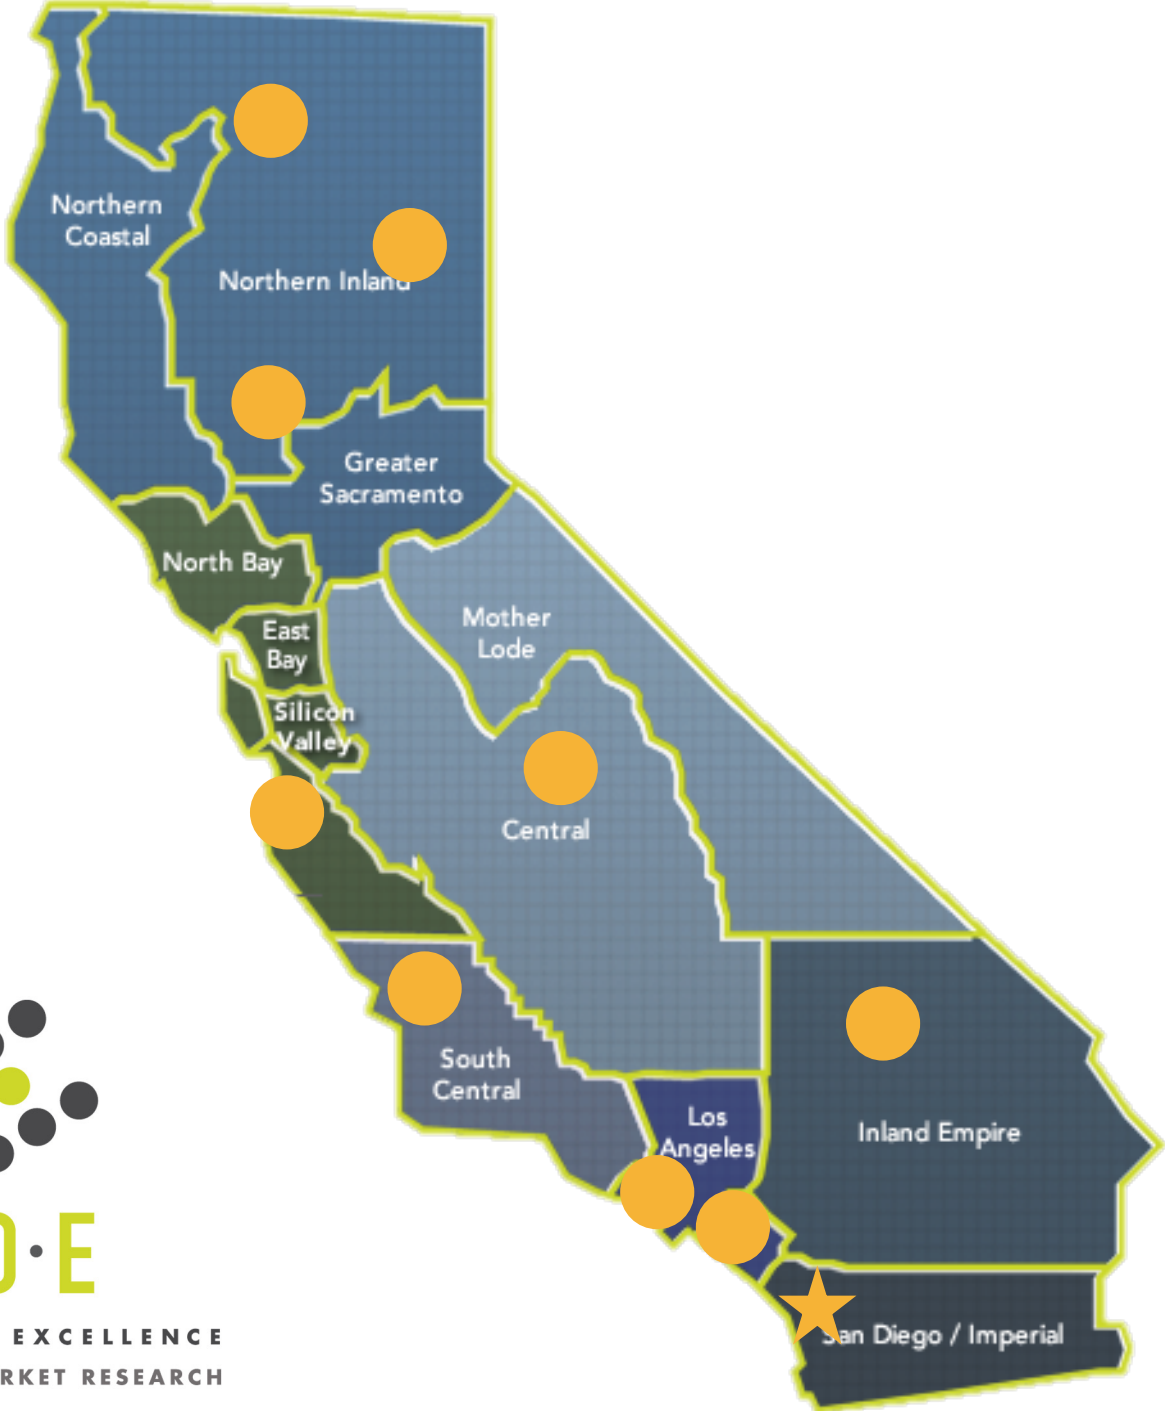 Northern
Coastal
Northern Inland
Greater
Sacramento
North Bay
Mother
Lode
East
Bay
Silicon
Valley
Central
South
Central
Los
Angeles
Inland Empire
San Diego / Imperial
·E
EXCELLENCE
RESEARCH